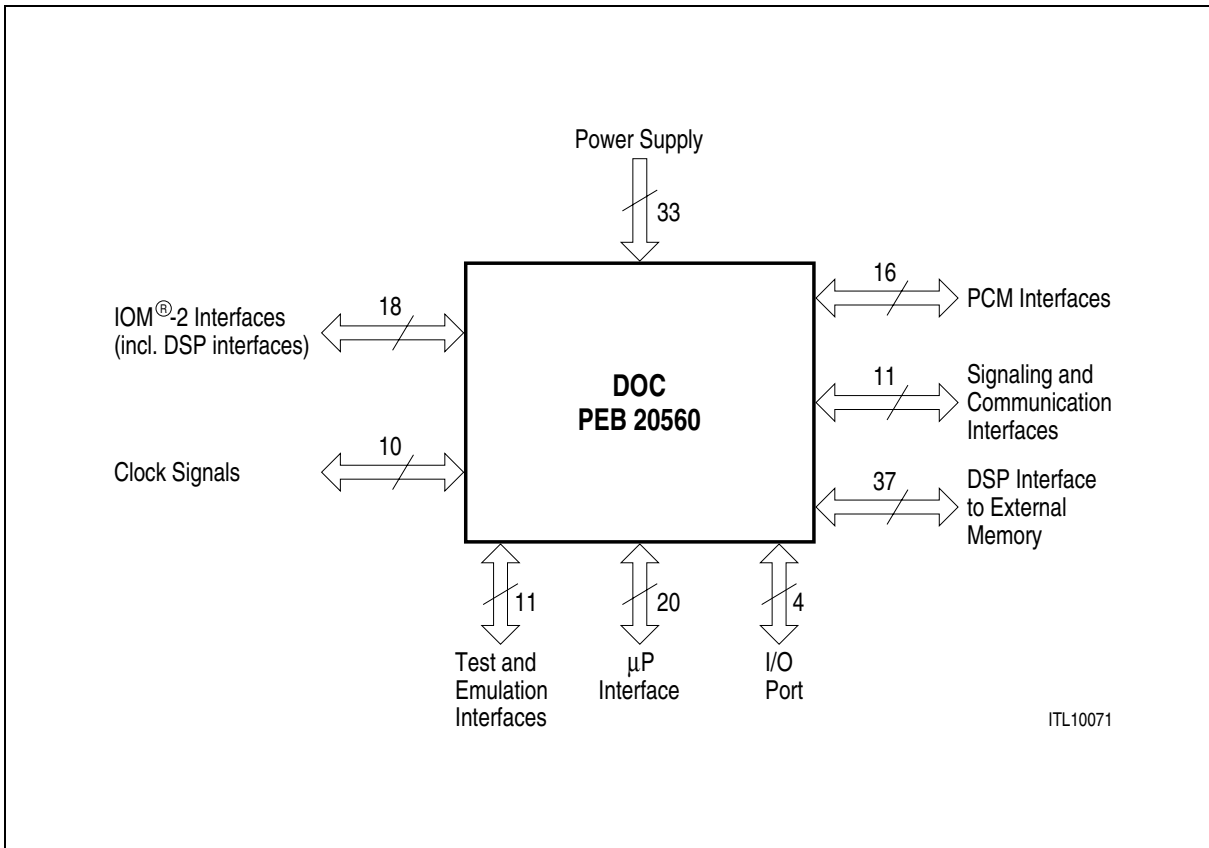 Power Supply
33
IOM®-2 Interfaces
(incl. DSP interfaces)
18
Clock Signals
10
DOC
PEB 20560
16
PCM Interfaces
11
Signaling and
Communication
Interfaces
37
DSP Interface
to External
Memory
11
Test and
Emulation
Interfaces
20
µP
Interface
4
I/O
Port
ITL10071